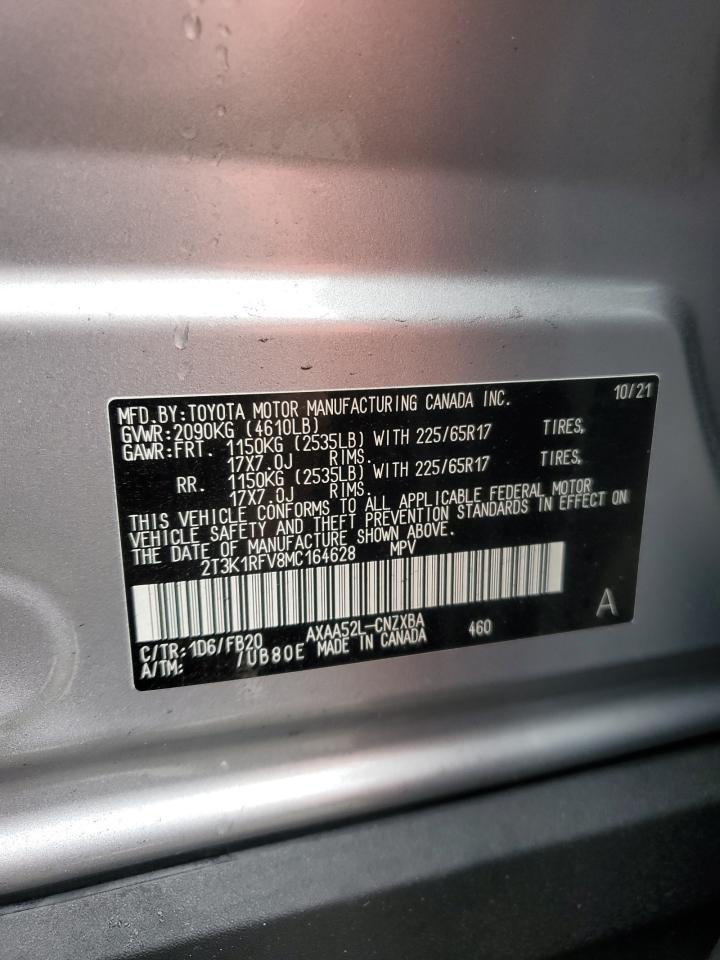 10/21
MFD.BY:TOYOTA MOTOR MANUFACTURING CANADA INC.
GVWR:2090KG (4610LB)
GAWR:FRT. 1150KG (2535LB) WITH 225/65R17 TIRES,
17X7.0J RIMS.
RR. 1150KG (2535LB) WITH 225/65R17 TIRES,
17X7.0J RIMS.
THIS VEHICLE CONFORMS TO ALL APPLICABLE FEDERAL MOTOR
VEHICLE SAFETY AND THEFT PREVENTION STANDARDS IN EFFECT ON
THE DATE OF MANUFACTURE SHOWN ABOVE.
2T3K1RFV8MC164628 MPV
A
C/TR:1D6/FB20 AXAA52L-CNZXBA 460
A/TM: /UB80E MADE IN CANADA